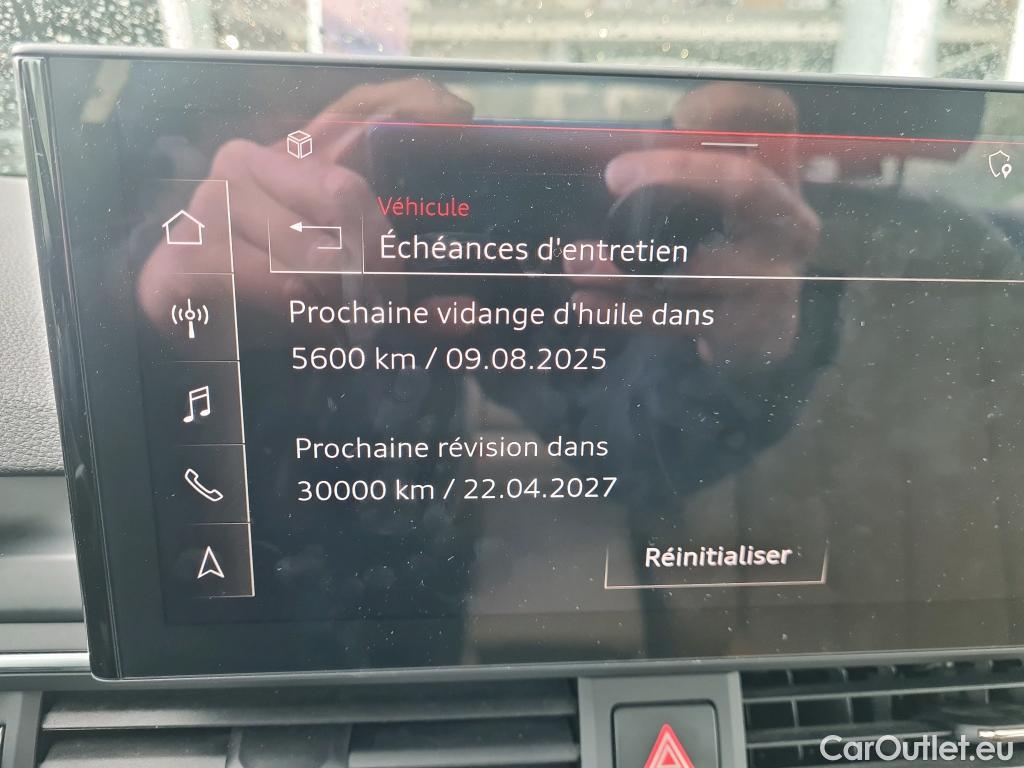 Véhicule
Échéances d'entretien
Prochaine vidange d'huile dans
5600 km / 09.08.2025
Prochaine révision dans
30000 km / 22.04.2027
Réinitialiser
CarOutlet.eu